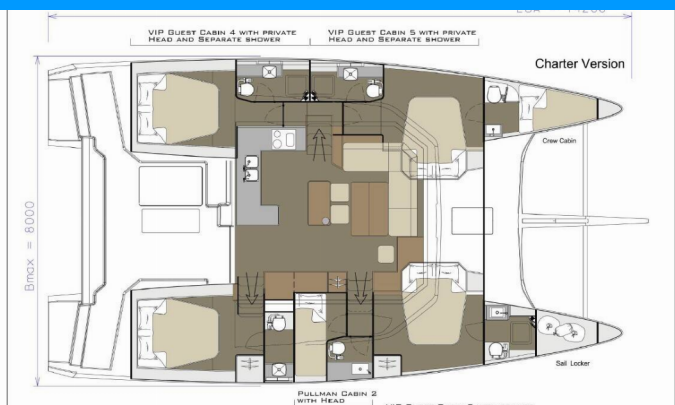 VIP Guest Cabin 4 with private
Head and Separate shower
VIP Guest Cabin 5 with private
Head and Separate shower
Charter Version
Crew Cabin
Bmax = 8000
Sail Locker
Pullman Cabin 2
with Head